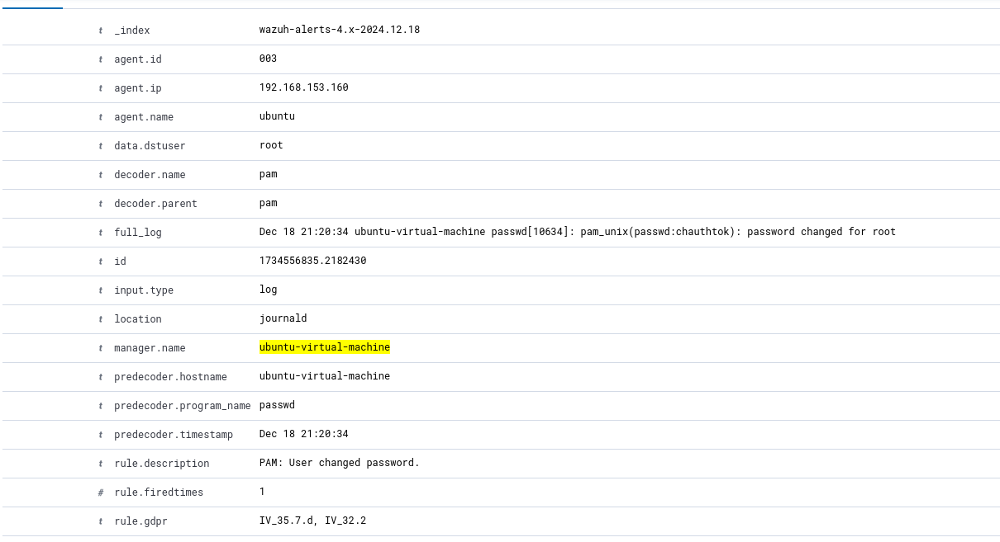 t _index wazuh-alerts-4.x-2024.12.18
t agent.id 003
t agent.ip 192.168.153.160
t agent.name ubuntu
t data.dstuser root
t decoder.name pam
t decoder.parent pam
t full_log Dec 18 21:20:34 ubuntu-virtual-machine passwd[10634]: pam_unix(passwd:chauthtok): password changed for root
t id 1734556835.2182430
t input.type log
t location journald
t manager.name ubuntu-virtual-machine
t predecoder.hostname ubuntu-virtual-machine
t predecoder.program_name passwd
t predecoder.timestamp Dec 18 21:20:34
t rule.description PAM: User changed password.
# rule.firedtimes 1
t rule.gdpr IV_35.7.d, IV_32.2